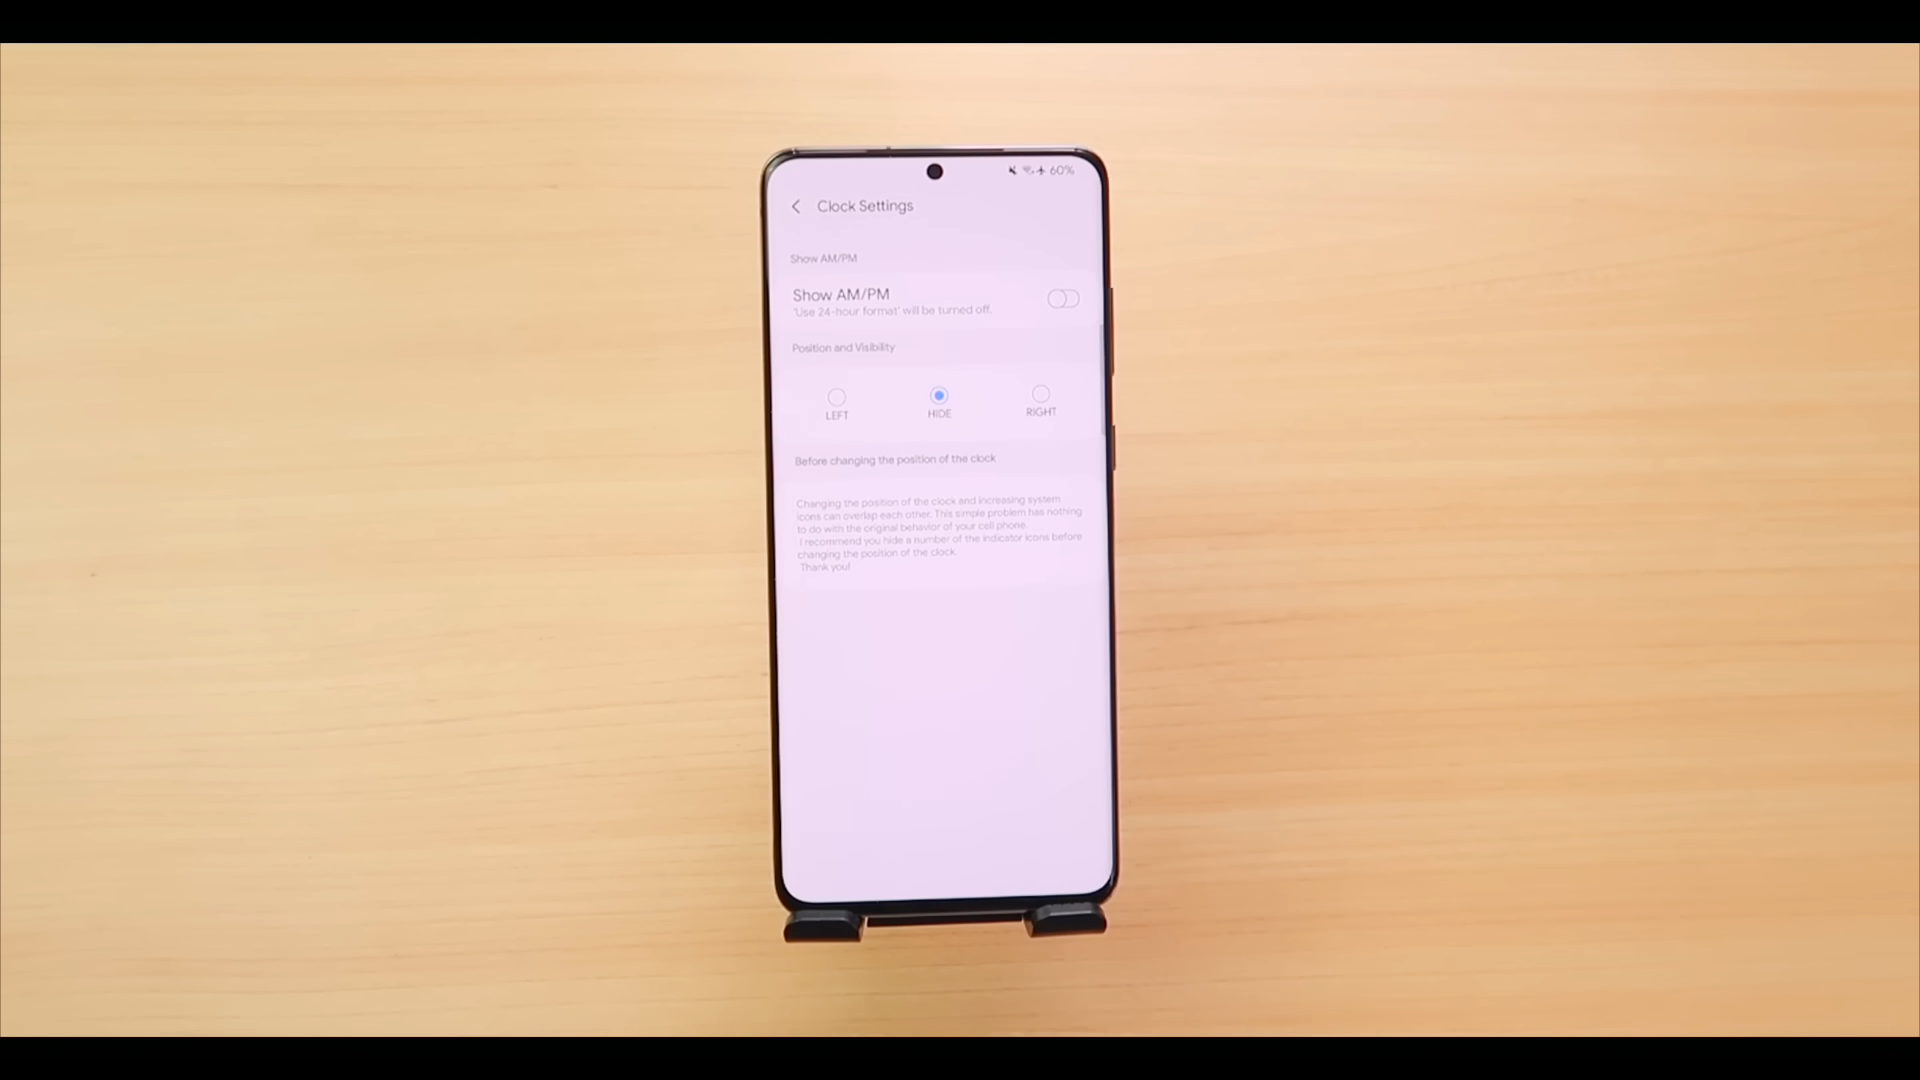 60%
Clock Settings
Show AM/PM
Show AM/PM
'Use 24-hour format' will be turned off.
Position and Visibility
LEFT
HIDE
RIGHT
Before changing the position of the clock
Changing the position of the clock and increasing system
icons can overlap each other. This simple problem has nothing
to do with the original behavior of your cell phone.
I recommend you hide a number of the indicator icons before
changing the position of the clock.
Thank you!